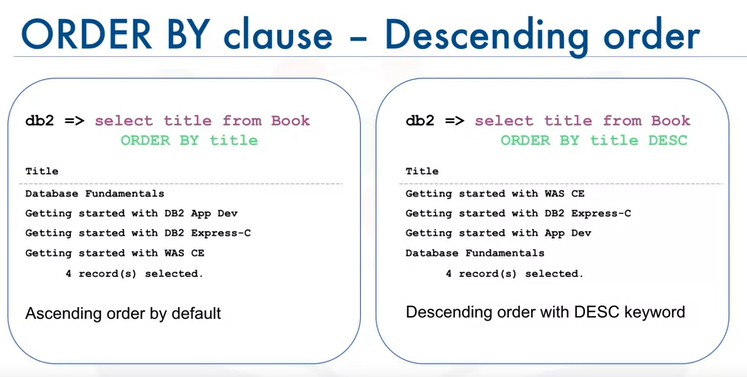 ORDER BY clause – Descending order
db2 => select title from Book
ORDER BY title
Title
Database Fundamentals
Getting started with DB2 App Dev
Getting started with DB2 Express-C
Getting started with WAS CE
4 record(s) selected.
Ascending order by default
db2 => select title from Book
ORDER BY title DESC
Title
Getting started with WAS CE
Getting started with DB2 Express-C
Getting started with App Dev
Database Fundamentals
4 record(s) selected.
Descending order with DESC keyword